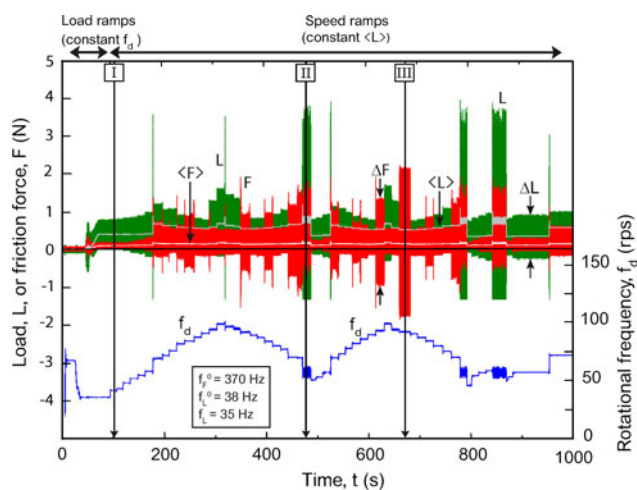 Load ramps
(constant f_d)
Speed ramps
(constant <L>)
5
4
3
2
1
0
-1
-2
-3
-4
Load, L, or friction force, F (N)
I
II
III
<F>
L
F
ΔF
<L>
L
ΔL
f_d
f_d
f_F⁰ = 370 Hz
f_L⁰ = 38 Hz
f_L = 35 Hz
150
100
50
0
Rotational frequency, f_d (rps)
0
200
400
600
800
1000
Time, t (s)